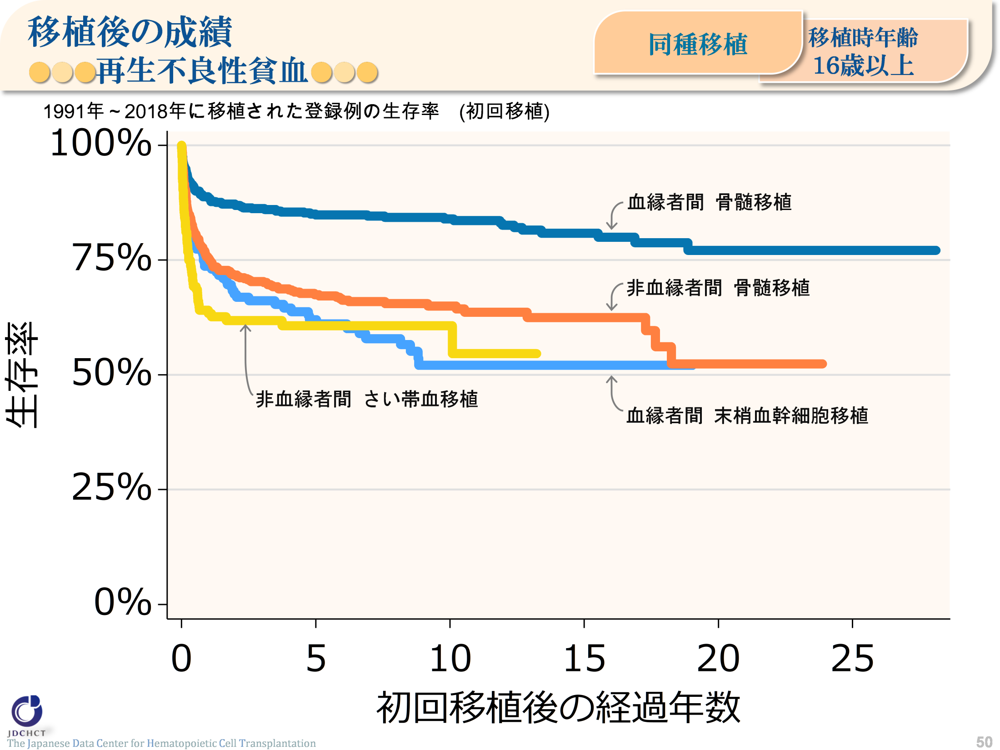 移植後の成績
再生不良性貧血
同種移植
移植時年齢
16歳以上
1991年～2018年に移植された登録例の生存率　(初回移植)
100%
75%
50%
25%
0%
生存率
血縁者間 骨髄移植
非血縁者間 骨髄移植
非血縁者間 さい帯血移植
血縁者間 末梢血幹細胞移植
0 5 10 15 20 25
初回移植後の経過年数
JDCHCT
The Japanese Data Center for Hematopoietic Cell Transplantation
50